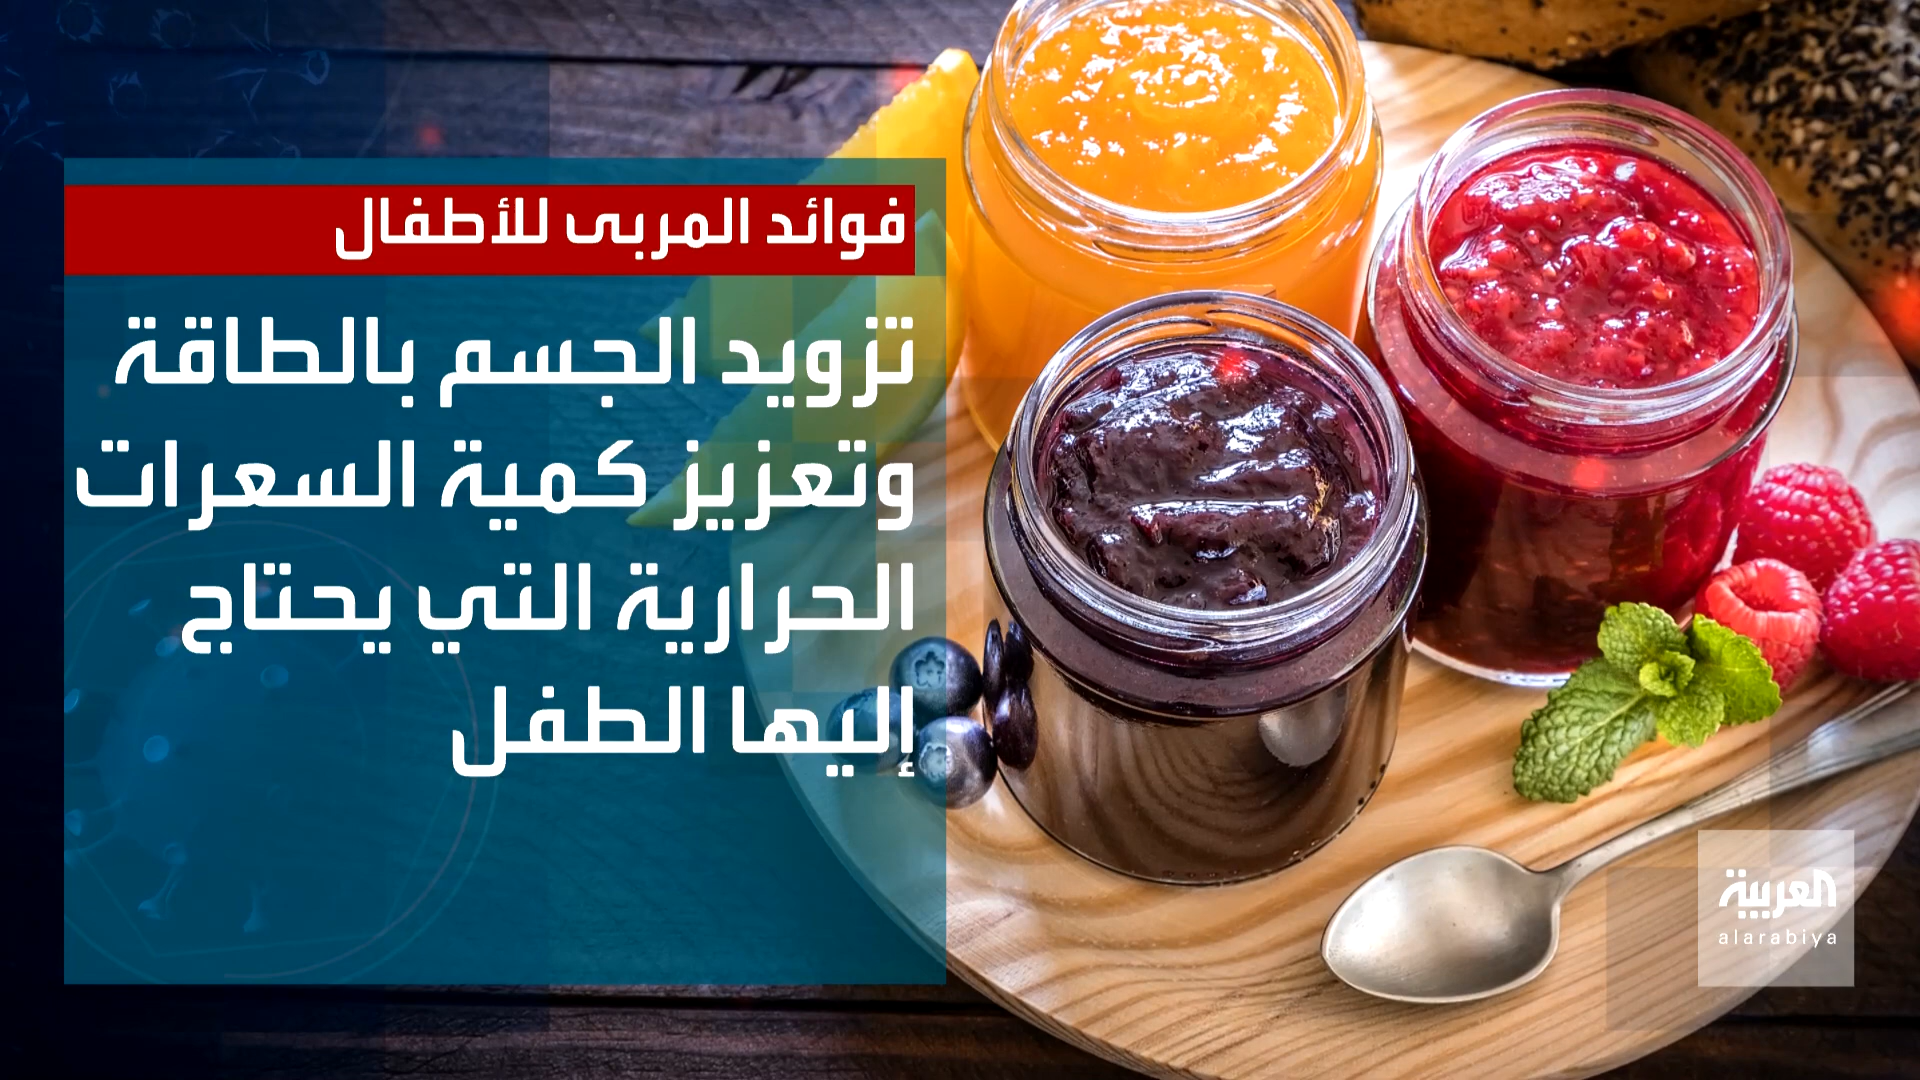 فوائد المربى للأطفال
تزويد الجسم بالطاقة
وتعزيز كمية السعرات
الحرارية التي يحتاج
إليها الطفل
العربية
alarabiya